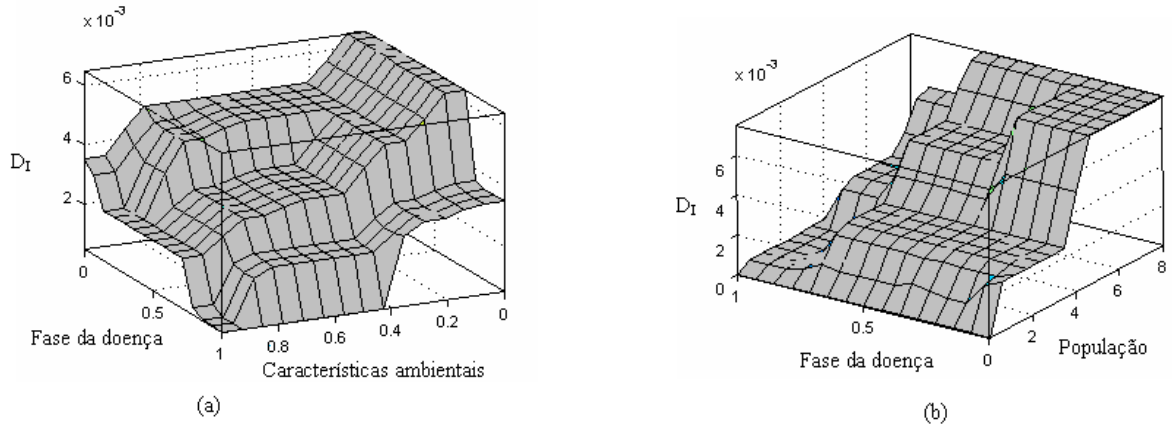 x 10⁻³
6
4
2
D_I
0
0.5
1
0.8
0.6
0.4
0.2
0
Fase da doença
Características ambientais
(a)
x 10⁻³
6
4
2
0
D_I
1
0.5
0
2
4
6
8
Fase da doença
População
(b)